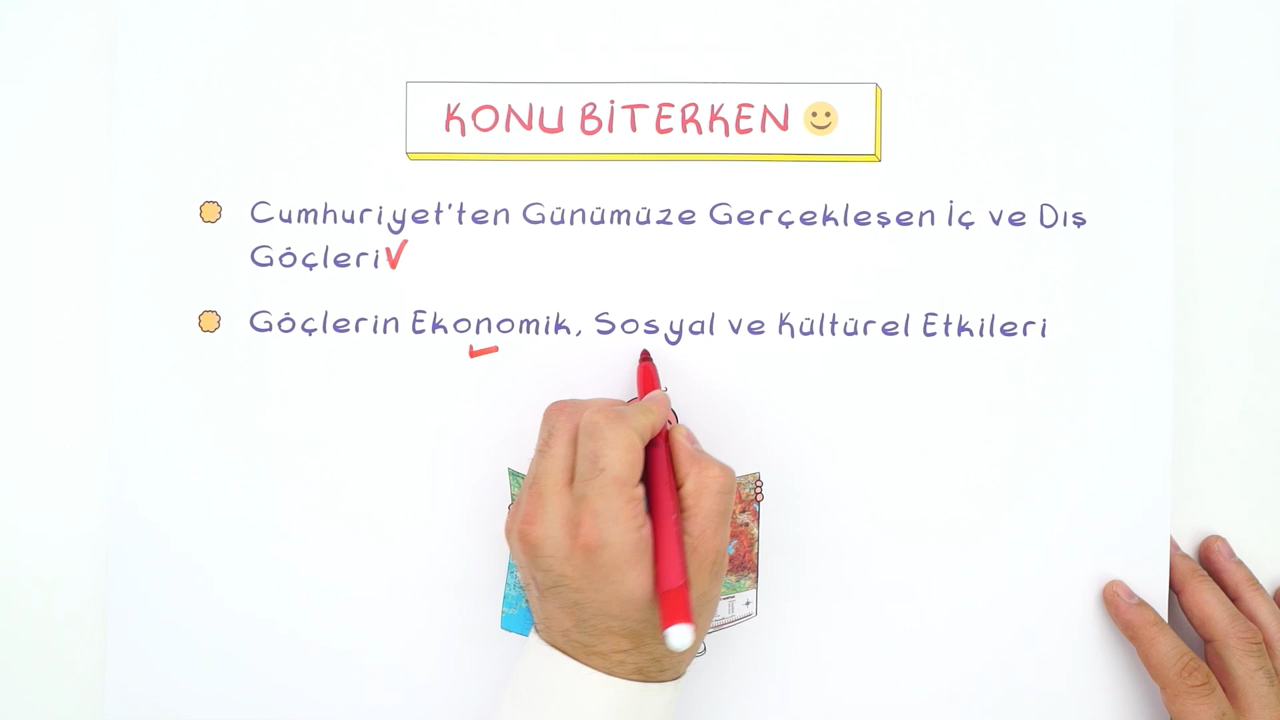 KONU BİTERKEN
Cumhuriyet'ten Günümüze Gerçekleşen İç ve Dış
Göçleri
Göçlerin Ekonomik, Sosyal ve Kültürel Etkileri